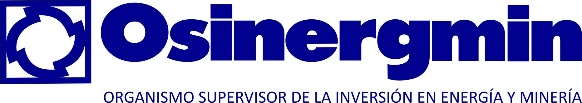 Osinergmin
ORGANISMO SUPERVISOR DE LA INVERSIÓN EN ENERGÍA Y MINERÍA